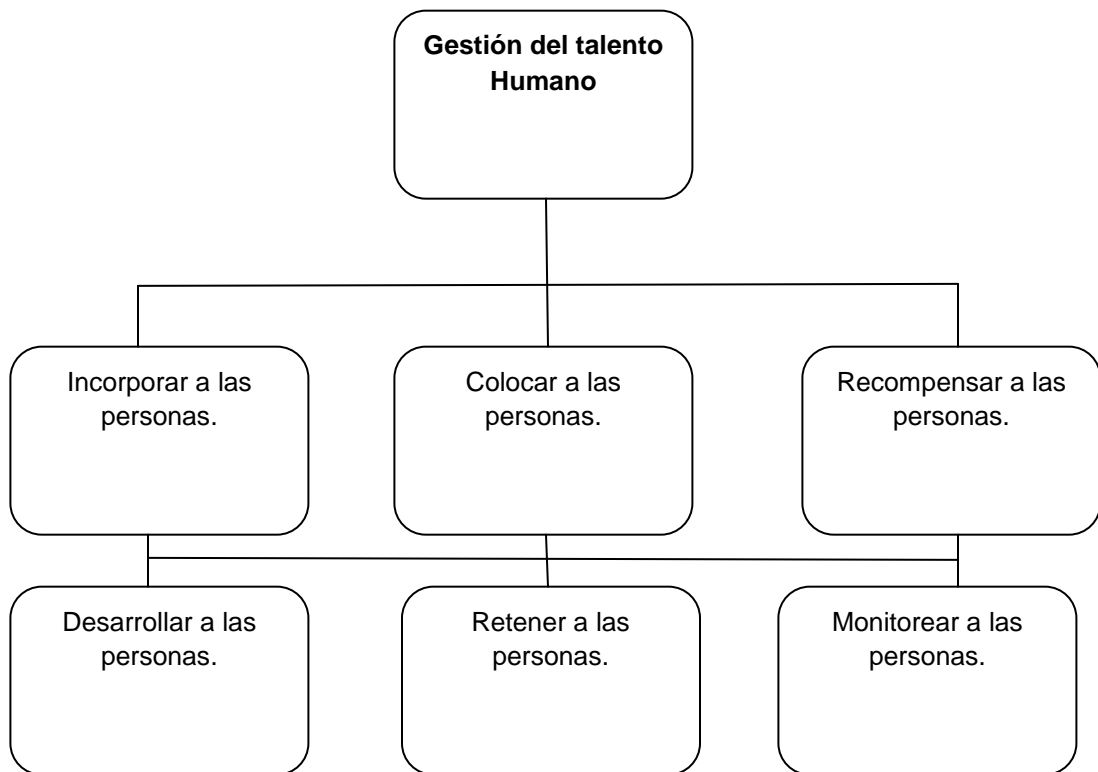 Gestión del talento
Humano
Incorporar a las
personas.
Colocar a las
personas.
Recompensar a las
personas.
Desarrollar a las
personas.
Retener a las
personas.
Monitorear a las
personas.